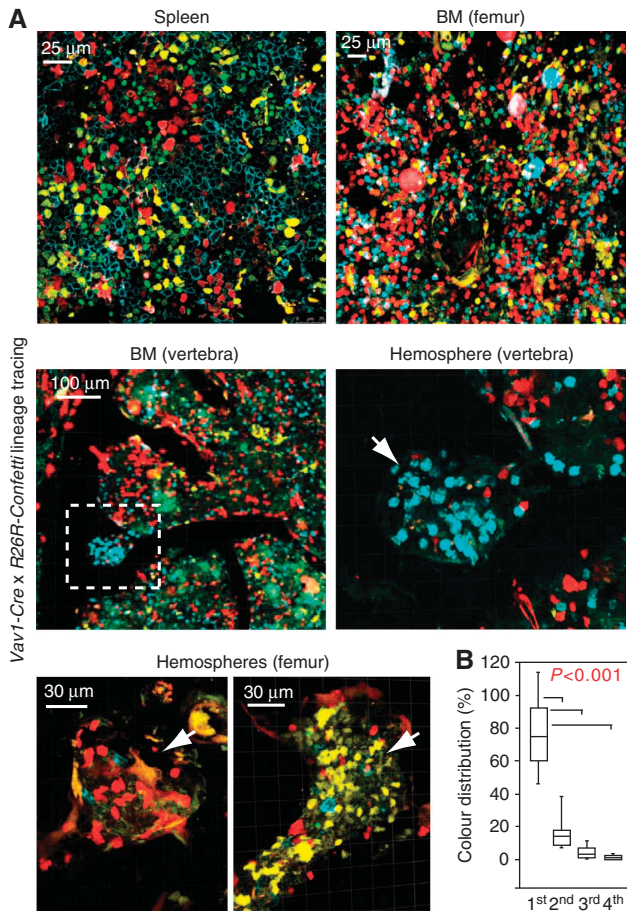 A
Spleen
BM (femur)
25 µm
25 µm
Vav1-Cre x R26R-Confetti lineage tracing
BM (vertebra)
Hemosphere (vertebra)
100 µm
Hemospheres (femur)
30 µm
30 µm
B
Colour distribution (%)
120
100
80
60
40
20
0
P<0.001
1st 2nd 3rd 4th